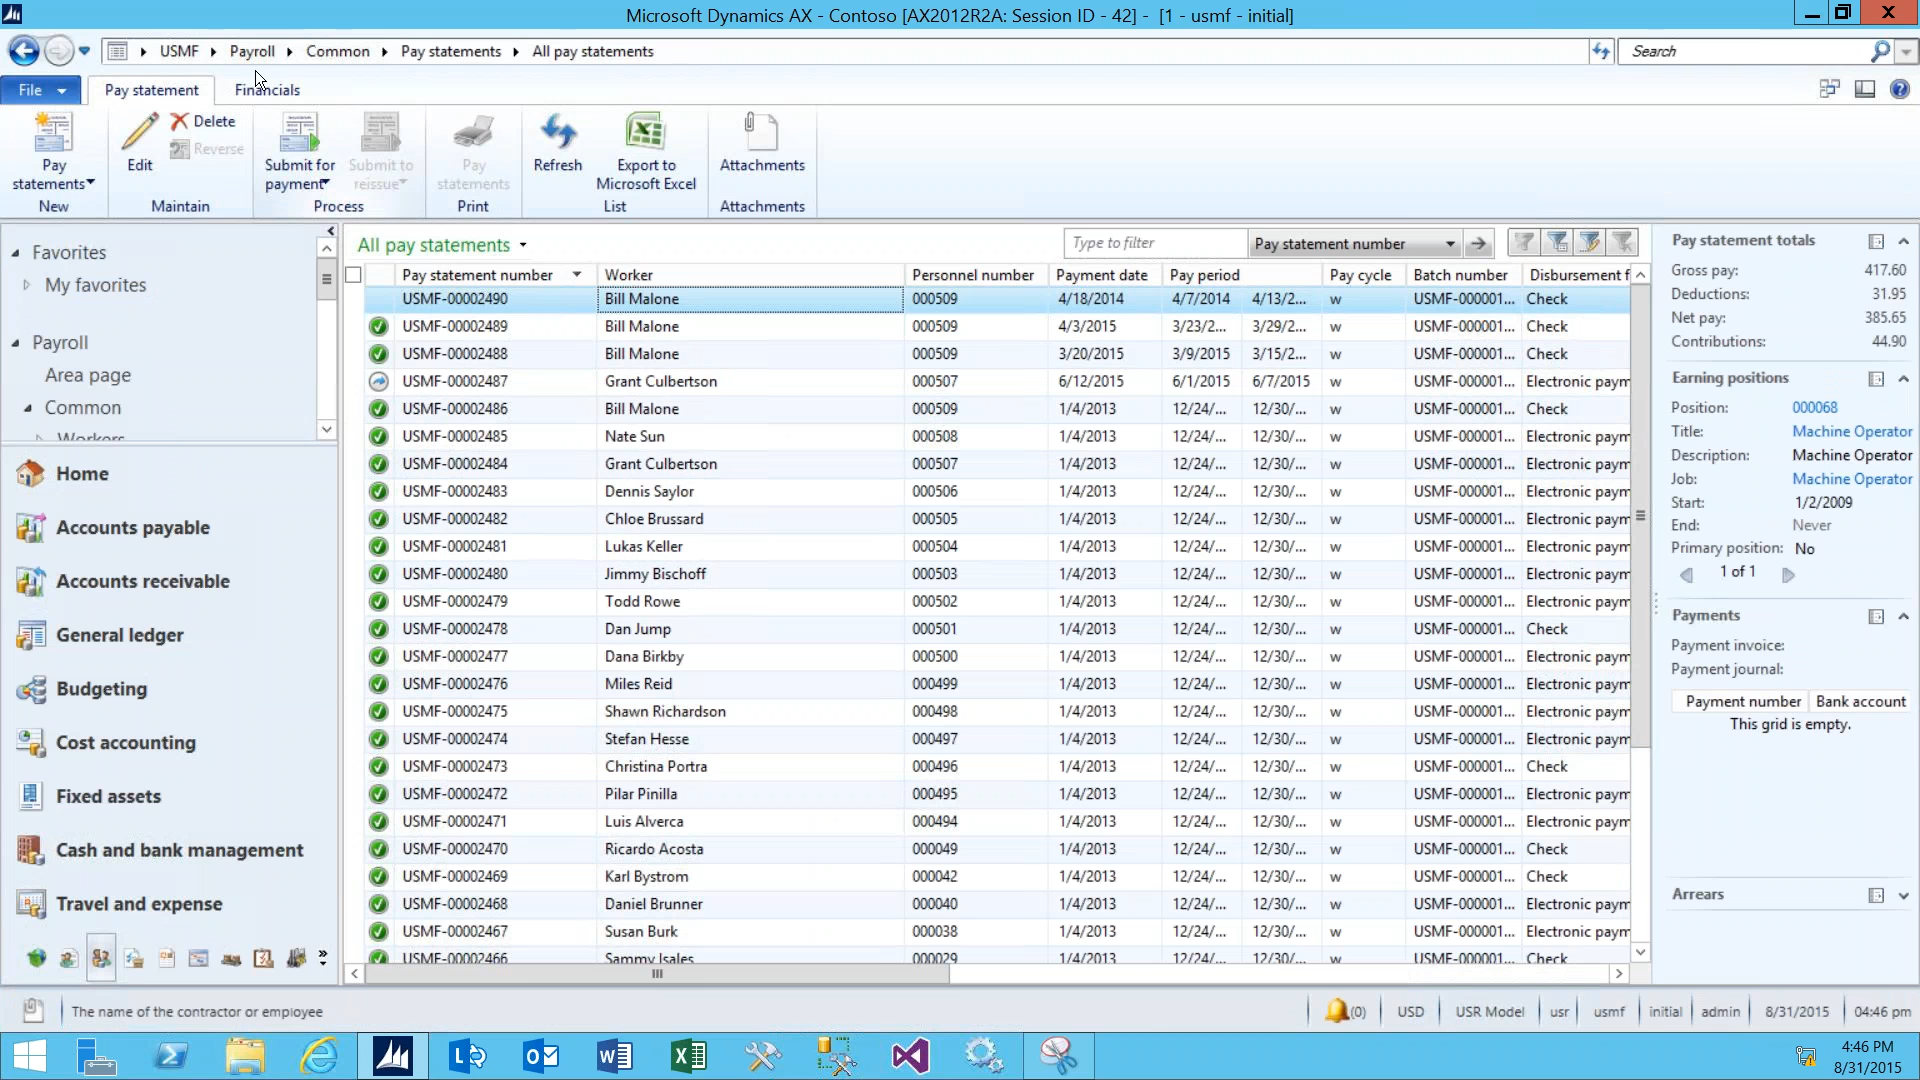 Microsoft Dynamics AX - Contoso [AX2012R2A: Session ID - 42] - [1 - usmf - initial]
USMF Payroll Common Pay statements All pay statements
Search
File Pay statement Financials
Pay statements
New
Edit
Delete
Reverse
Maintain
Submit for payment
Submit to reissue
Process
Pay statements
Print
Refresh
Export to Microsoft Excel
List
Attachments
Attachments
Favorites
My favorites
Payroll
Area page
Common
Workers
Home
Accounts payable
Accounts receivable
General ledger
Budgeting
Cost accounting
Fixed assets
Cash and bank management
Travel and expense
All pay statements
Type to filter Pay statement number
Pay statement number Worker Personnel number Payment date Pay period Pay cycle Batch number Disbursement f
USMF-00002490 Bill Malone 000509 4/18/2014 4/7/2014 4/13/2... w USMF-000001... Check
USMF-00002489 Bill Malone 000509 4/3/2015 3/23/2... 3/29/2... w USMF-000001... Check
USMF-00002488 Bill Malone 000509 3/20/2015 3/9/2015 3/15/2... w USMF-000001... Check
USMF-00002487 Grant Culbertson 000507 6/12/2015 6/1/2015 6/7/2015 w USMF-000001... Electronic paym
USMF-00002486 Bill Malone 000509 1/4/2013 12/24/... 12/30/... w USMF-000001... Check
USMF-00002485 Nate Sun 000508 1/4/2013 12/24/... 12/30/... w USMF-000001... Electronic paym
USMF-00002484 Grant Culbertson 000507 1/4/2013 12/24/... 12/30/... w USMF-000001... Electronic paym
USMF-00002483 Dennis Saylor 000506 1/4/2013 12/24/... 12/30/... w USMF-000001... Electronic paym
USMF-00002482 Chloe Brussard 000505 1/4/2013 12/24/... 12/30/... w USMF-000001... Electronic paym
USMF-00002481 Lukas Keller 000504 1/4/2013 12/24/... 12/30/... w USMF-000001... Electronic paym
USMF-00002480 Jimmy Bischoff 000503 1/4/2013 12/24/... 12/30/... w USMF-000001... Electronic paym
USMF-00002479 Todd Rowe 000502 1/4/2013 12/24/... 12/30/... w USMF-000001... Electronic paym
USMF-00002478 Dan Jump 000501 1/4/2013 12/24/... 12/30/... w USMF-000001... Check
USMF-00002477 Dana Birkby 000500 1/4/2013 12/24/... 12/30/... w USMF-000001... Electronic paym
USMF-00002476 Miles Reid 000499 1/4/2013 12/24/... 12/30/... w USMF-000001... Electronic paym
USMF-00002475 Shawn Richardson 000498 1/4/2013 12/24/... 12/30/... w USMF-000001... Electronic paym
USMF-00002474 Stefan Hesse 000497 1/4/2013 12/24/... 12/30/... w USMF-000001... Electronic paym
USMF-00002473 Christina Portra 000496 1/4/2013 12/24/... 12/30/... w USMF-000001... Check
USMF-00002472 Pilar Pinilla 000495 1/4/2013 12/24/... 12/30/... w USMF-000001... Electronic paym
USMF-00002471 Luis Alverca 000494 1/4/2013 12/24/... 12/30/... w USMF-000001... Electronic paym
USMF-00002470 Ricardo Acosta 000049 1/4/2013 12/24/... 12/30/... w USMF-000001... Check
USMF-00002469 Karl Bystrom 000042 1/4/2013 12/24/... 12/30/... w USMF-000001... Check
USMF-00002468 Daniel Brunner 000040 1/4/2013 12/24/... 12/30/... w USMF-000001... Electronic paym
USMF-00002467 Susan Burk 000038 1/4/2013 12/24/... 12/30/... w USMF-000001... Electronic paym
USMF-00002466 Sammy Isales 000029 1/4/2013 12/24/... 12/30/... w USMF-000001... Check
Pay statement totals
Gross pay: 417.60
Deductions: 31.95
Net pay: 385.65
Contributions: 44.90
Earning positions
Position: 000068
Title: Machine Operator
Description: Machine Operator
Job: Machine Operator
Start: 1/2/2009
End: Never
Primary position: No
1 of 1
Payments
Payment invoice:
Payment journal:
Payment number Bank account
This grid is empty.
Arrears
The name of the contractor or employee
(0) USD USR Model usr usmf initial admin 8/31/2015 04:46 pm
4:46 PM
8/31/2015